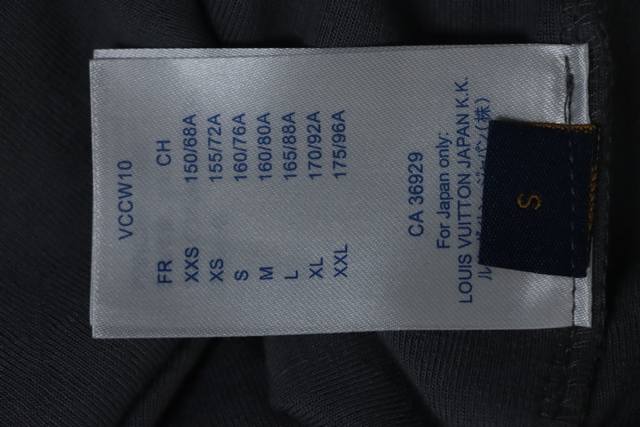 VCCW10
FR CH
XXS 150/68A
XS 155/72A
S 160/76A
M 160/80A
L 165/88A
XL 170/92A
XXL 175/96A
CA 36929
For Japan only:
LOUIS VUITTON JAPAN K.K.
(株)
S